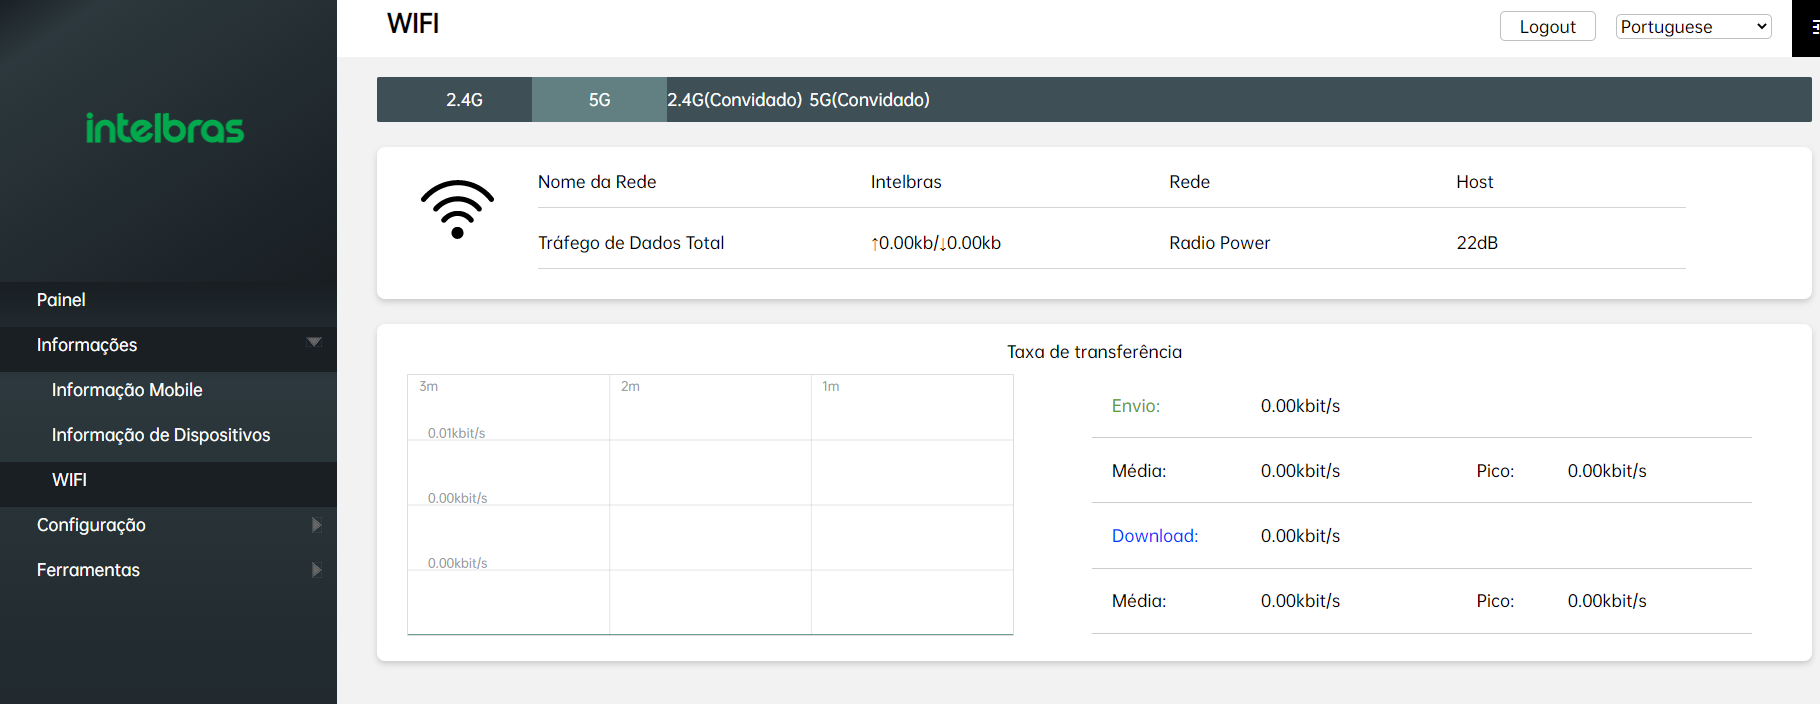 WIFI
Logout
Portuguese
intelbras
2.4G 5G 2.4G(Convidado) 5G(Convidado)
Nome da Rede Intelbras Rede Host
Tráfego de Dados Total ↑0.00kb/↓0.00kb Radio Power 22dB
Painel
Informações
Informação Mobile
Informação de Dispositivos
WIFI
Configuração
Ferramentas
Taxa de transferência
3m 2m 1m
0.01kbit/s
0.00kbit/s
0.00kbit/s
Envio: 0.00kbit/s
Média: 0.00kbit/s Pico: 0.00kbit/s
Download: 0.00kbit/s
Média: 0.00kbit/s Pico: 0.00kbit/s